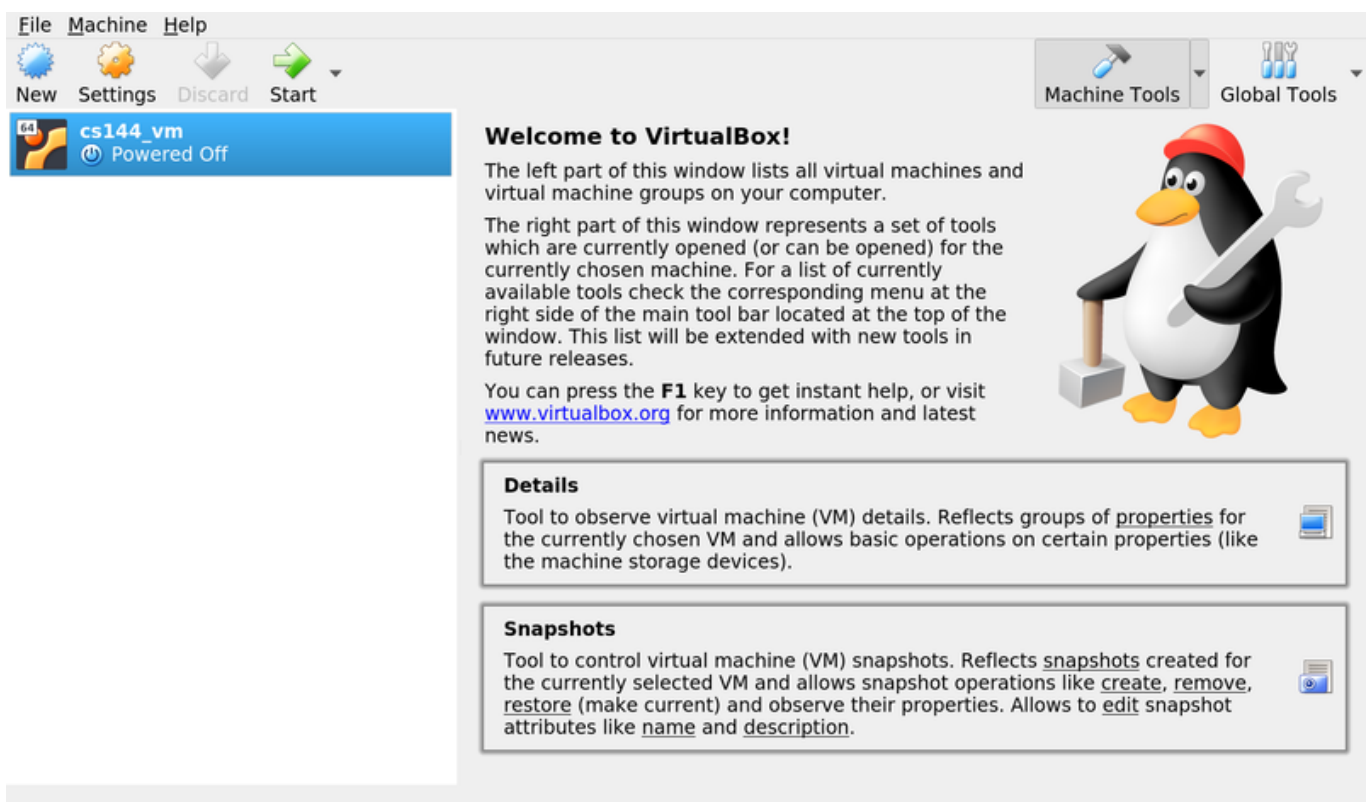 File Machine Help
New Settings Discard Start Machine Tools Global Tools
64
cs144_vm
Powered Off
Welcome to VirtualBox!
The left part of this window lists all virtual machines and
virtual machine groups on your computer.
The right part of this window represents a set of tools
which are currently opened (or can be opened) for the
currently chosen machine. For a list of currently
available tools check the corresponding menu at the
right side of the main tool bar located at the top of the
window. This list will be extended with new tools in
future releases.
You can press the F1 key to get instant help, or visit
www.virtualbox.org for more information and latest
news.
Details
Tool to observe virtual machine (VM) details. Reflects groups of properties for
the currently chosen VM and allows basic operations on certain properties (like
the machine storage devices).
Snapshots
Tool to control virtual machine (VM) snapshots. Reflects snapshots created for
the currently selected VM and allows snapshot operations like create, remove,
restore (make current) and observe their properties. Allows to edit snapshot
attributes like name and description.